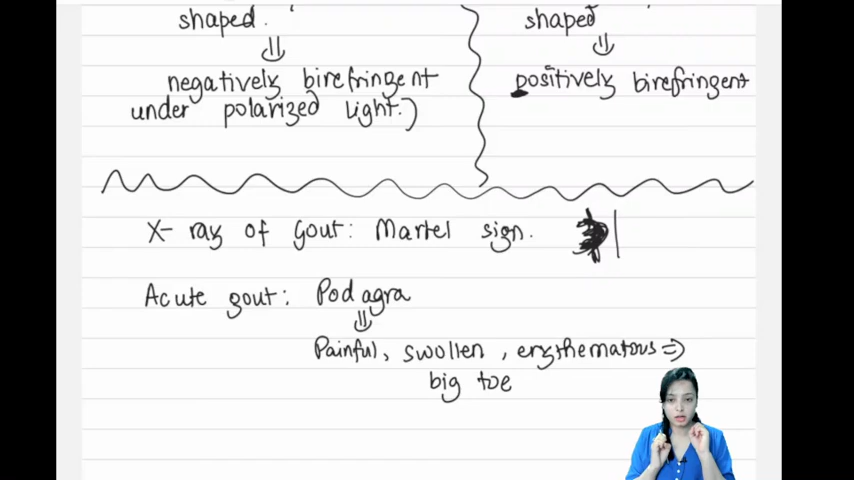 shaped.
shaped
negatively birefringent
under polarized light.)
positively birefringent
X-ray of Gout: Martel sign.
Acute gout: Podagra
Painful, swollen, erythematous ⇒
big toe